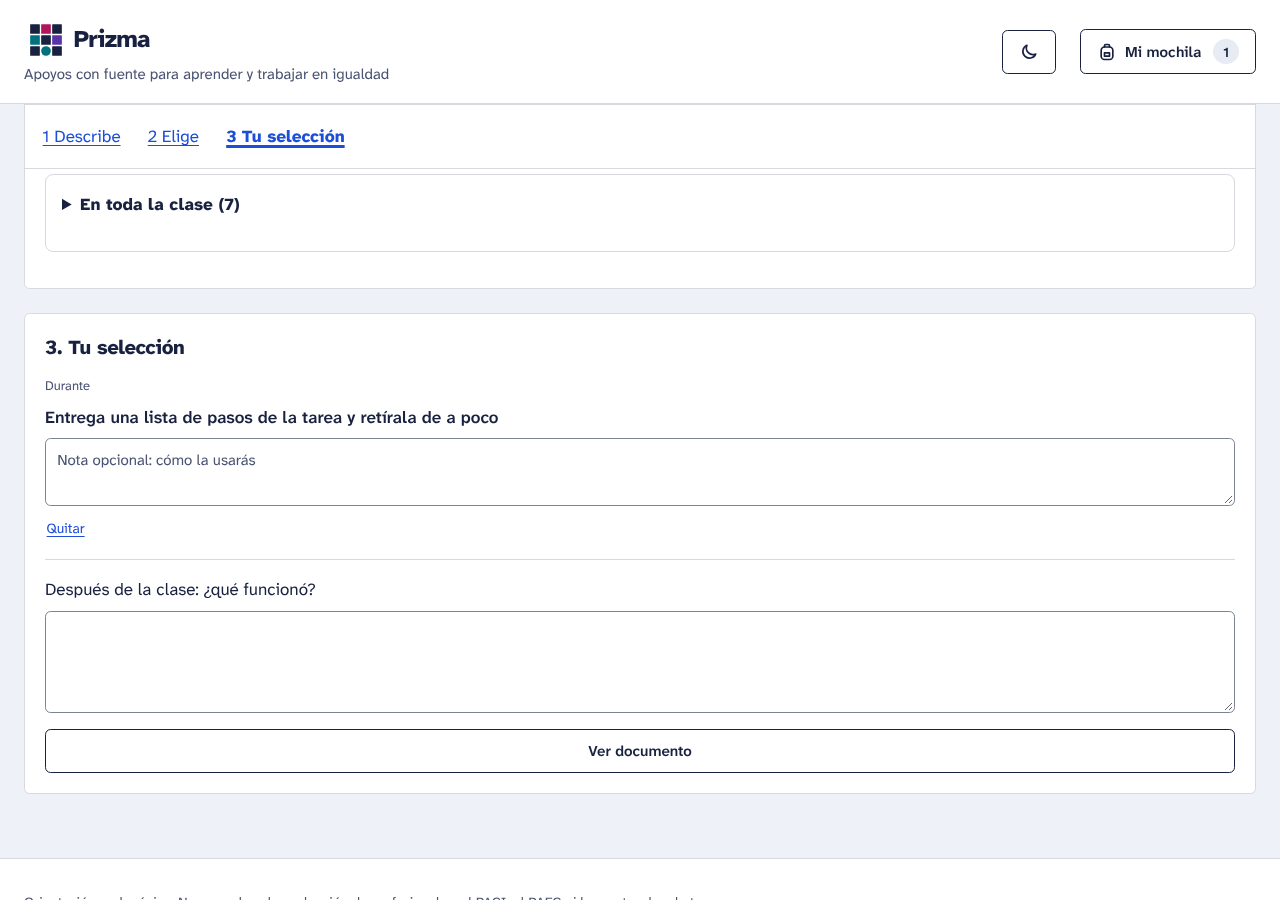 Prizma
Apoyos con fuente para aprender y trabajar en igualdad
Mi mochila 1
1 Describe 2 Elige 3 Tu selección
En toda la clase (7)
3. Tu selección
Durante
Entrega una lista de pasos de la tarea y retírala de a poco
Nota opcional: cómo la usarás
Quitar
Después de la clase: ¿qué funcionó?
Ver documento